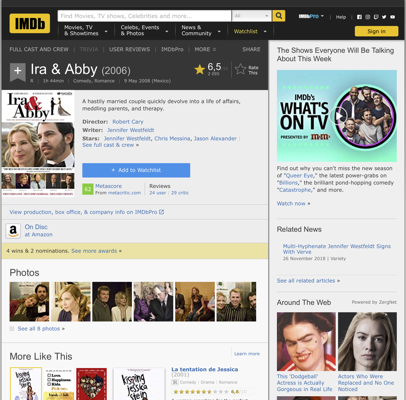 IMDb
Find Movies, TV shows, Celebrities and more...
All
IMDbPro
Help
Movies, TV & Showtimes
Celebs, Events & Photos
News & Community
Watchlist
Sign in
FULL CAST AND CREW
TRIVIA
USER REVIEWS
IMDbPro
MORE
SHARE
Ira & Abby (2006)
R | 1h 44min | Comedy, Romance | 9 May 2008 (Mexico)
6,5
Rate This
Ira & Abby
A hastily married couple quickly devolve into a life of affairs, meddling parents, and therapy.
Director: Robert Cary
Writer: Jennifer Westfeldt
Stars: Jennifer Westfeldt, Chris Messina, Jason Alexander
See full cast & crew »
+ Add to Watchlist
62
Metascore
From metacritic.com
Reviews
24 user | 29 critic
View production, box office, & company info on IMDbPro
On Disc
at Amazon
4 wins & 2 nominations. See more awards »
Photos
See all 8 photos »
More Like This
Learn more
kissing jessica stein
La tentation de Jessica
(2001)
Comedy | Drama | Romance
The Shows Everyone Will Be Talking About This Week
IMDb's
WHAT'S ON TV
PRESENTED BY
Find out why you can't miss the new season of "Queer Eye," the latest power-grabs on "Billions," the brilliant pond-hopping comedy "Catastrophe," and more.
Watch now »
Related News
Multi-Hyphenate Jennifer Westfeldt Signs With Verve
26 November 2018 | Variety
See all related articles »
Around The Web
Powered by ZergNet
This 'Dodgeball' Actress is Actually Gorgeous in Real Life
Actors Who Were Replaced and No One Noticed